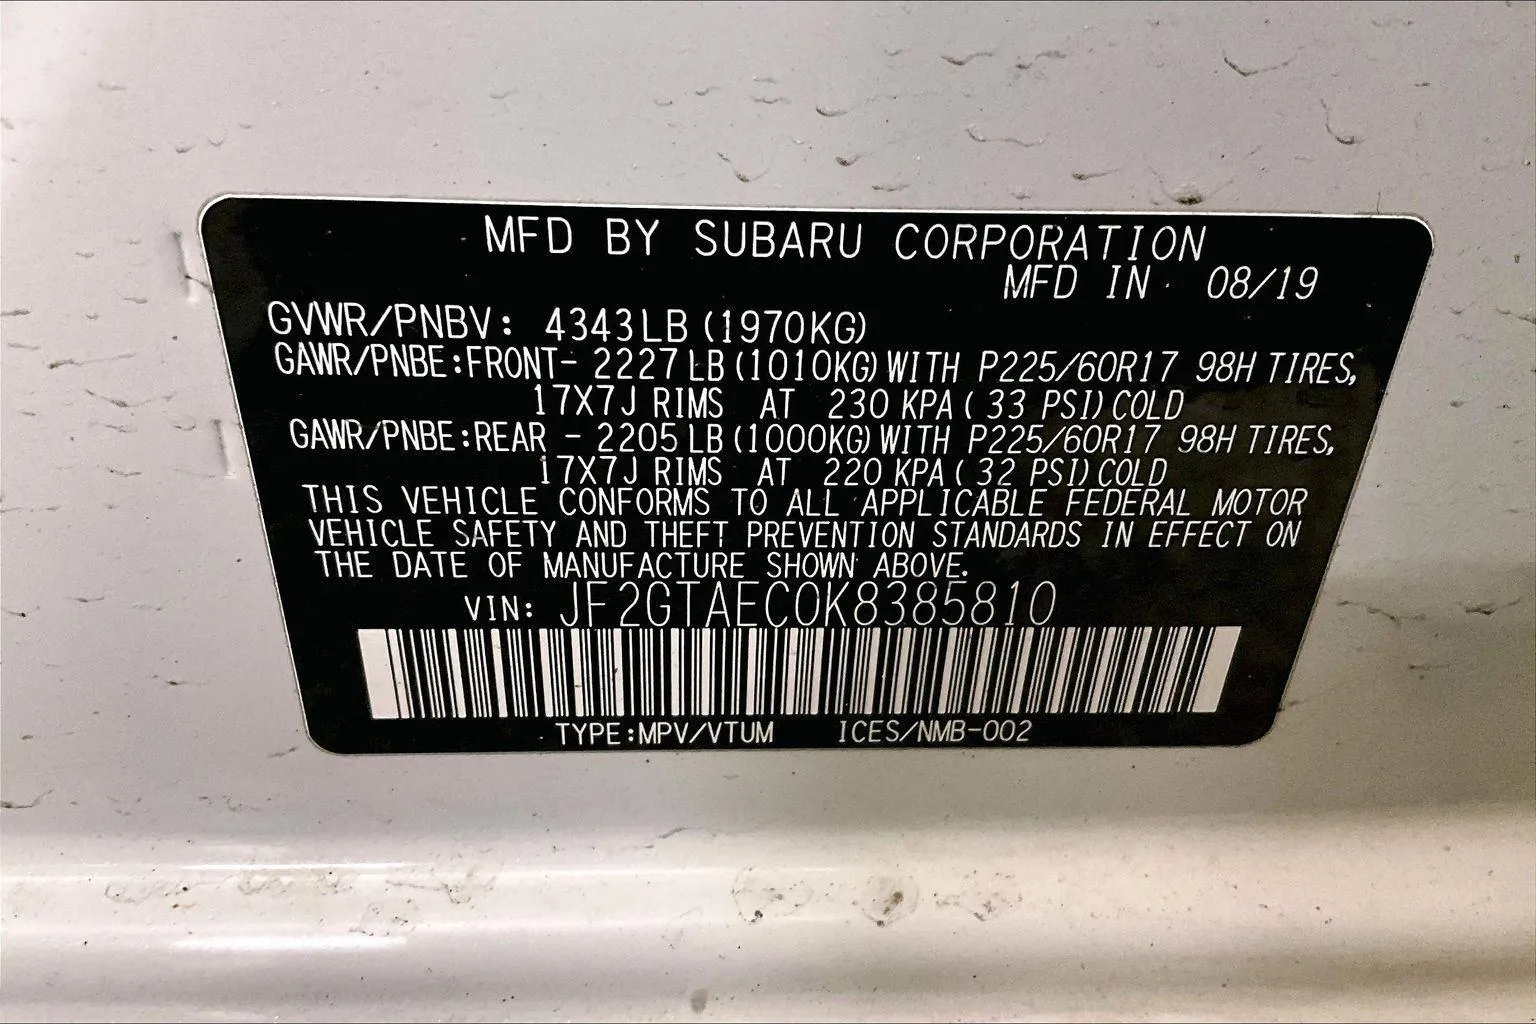 MFD BY SUBARU CORPORATION
MFD IN 08/19
GVWR/PNBV: 4343LB(1970KG)
GAWR/PNBE:FRONT- 2227LB(1010KG)WITH P225/60R17 98H TIRES,
17X7J RIMS AT 230 KPA( 33 PSI)COLD
GAWR/PNBE:REAR - 2205LB(1000KG)WITH P225/60R17 98H TIRES,
17X7J RIMS AT 220 KPA( 32 PSI)COLD
THIS VEHICLE CONFORMS TO ALL APPLICABLE FEDERAL MOTOR
VEHICLE SAFETY AND THEFT PREVENTION STANDARDS IN EFFECT ON
THE DATE OF MANUFACTURE SHOWN ABOVE.
VIN: JF2GTAEC0K8385810
TYPE:MPV/VTUM ICES/NMB-002